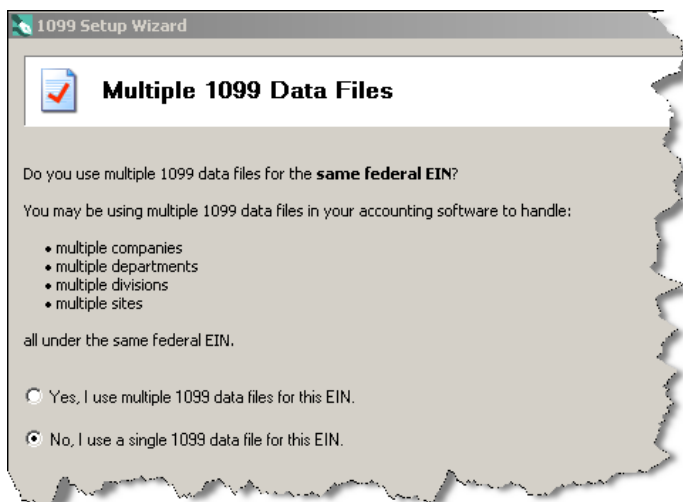 1099 Setup Wizard
Multiple 1099 Data Files
Do you use multiple 1099 data files for the same federal EIN?
You may be using multiple 1099 data files in your accounting software to handle:
• multiple companies
• multiple departments
• multiple divisions
• multiple sites
all under the same federal EIN.
Yes, I use multiple 1099 data files for this EIN.
No, I use a single 1099 data file for this EIN.